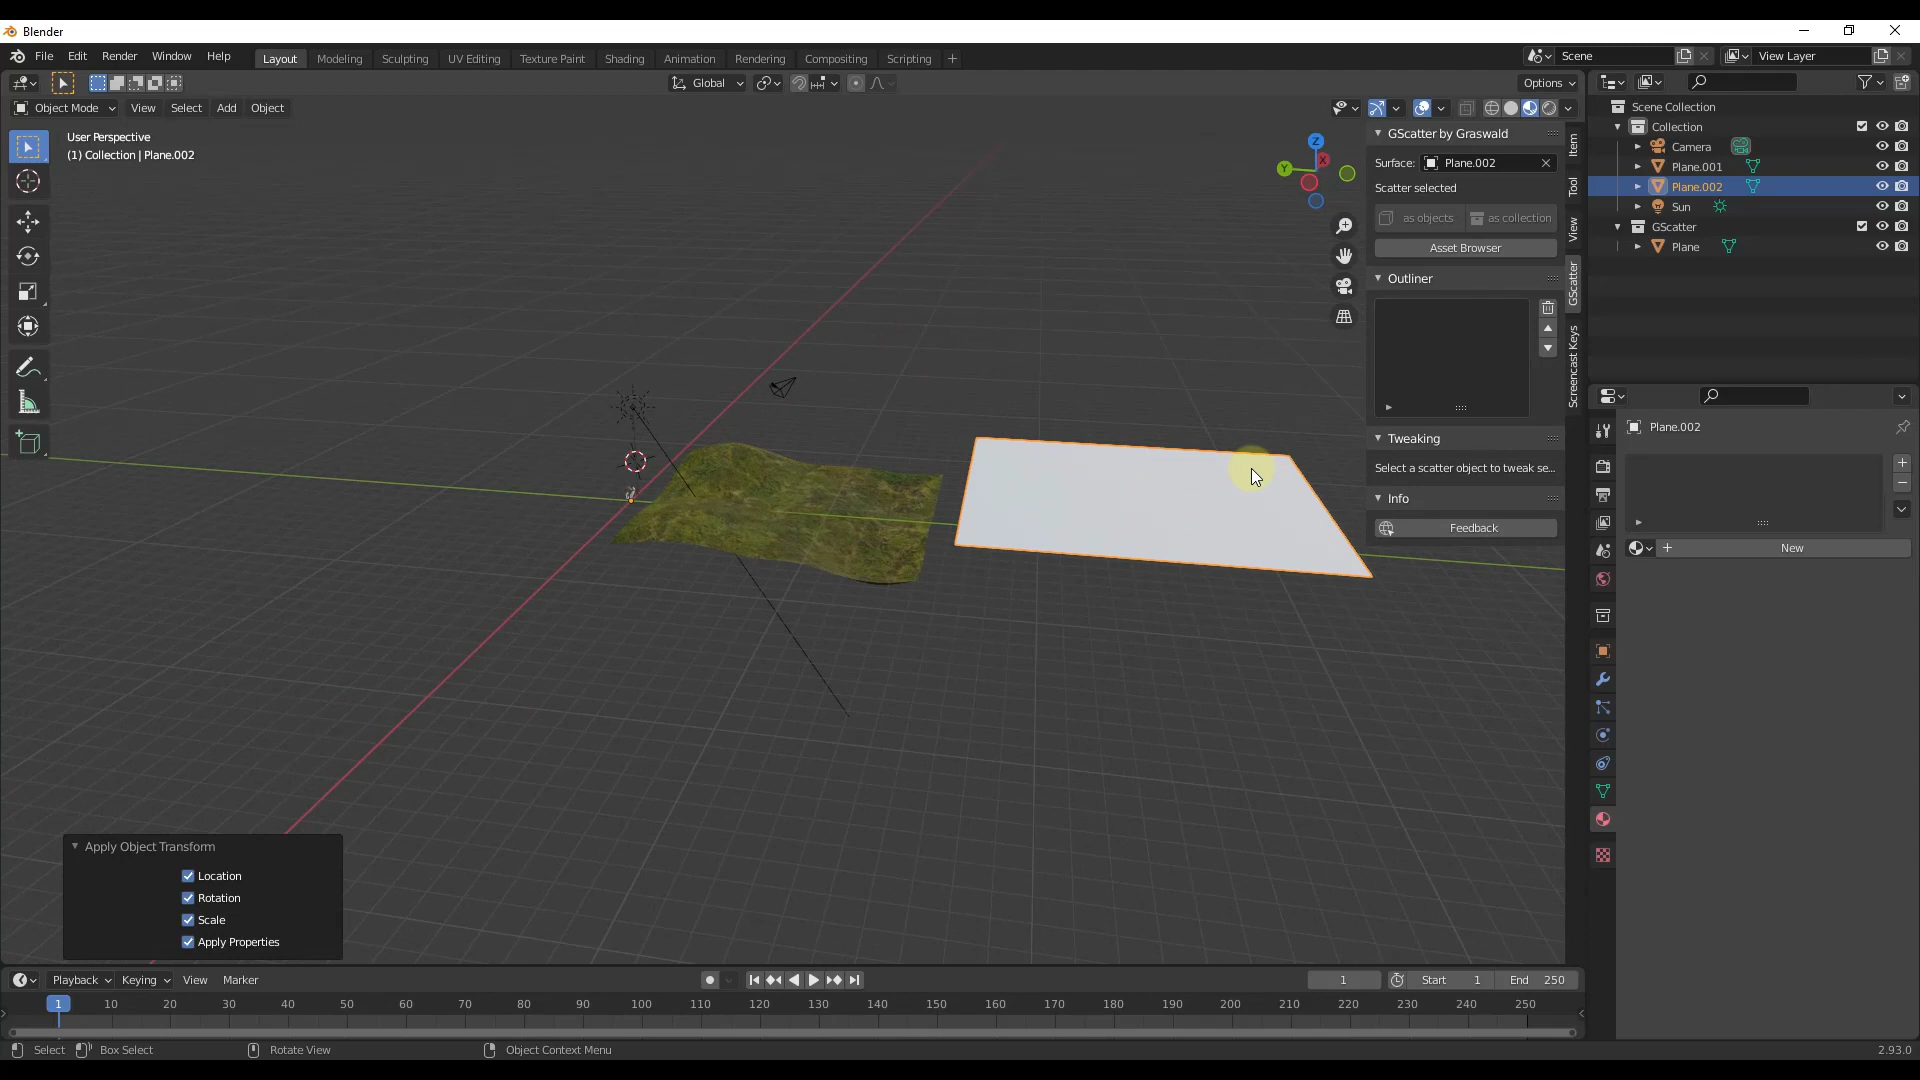 Blender
File Edit Render Window Help Layout Modeling Sculpting UV Editing Texture Paint Shading Animation Rendering Compositing Scripting + Scene View Layer
Global Options
Object Mode View Select Add Object
User Perspective
(1) Collection | Plane.002
Z
Y
X
GScatter by Graswald
Surface: Plane.002
Scatter selected
as objects as collection
Asset Browser
Outliner
Tweaking
Select a scatter object to tweak se...
Info
Feedback
Item
Tool
View
GScatter
Screencast Keys
Scene Collection
Collection
Camera
Plane.001
Plane.002
Sun
GScatter
Plane
Plane.002
New
Apply Object Transform
Location
Rotation
Scale
Apply Properties
Playback Keying View Marker 1 Start 1 End 250
1 10 20 30 40 50 60 70 80 90 100 110 120 130 140 150 160 170 180 190 200 210 220 230 240 250
Select Box Select Rotate View Object Context Menu 2.93.0